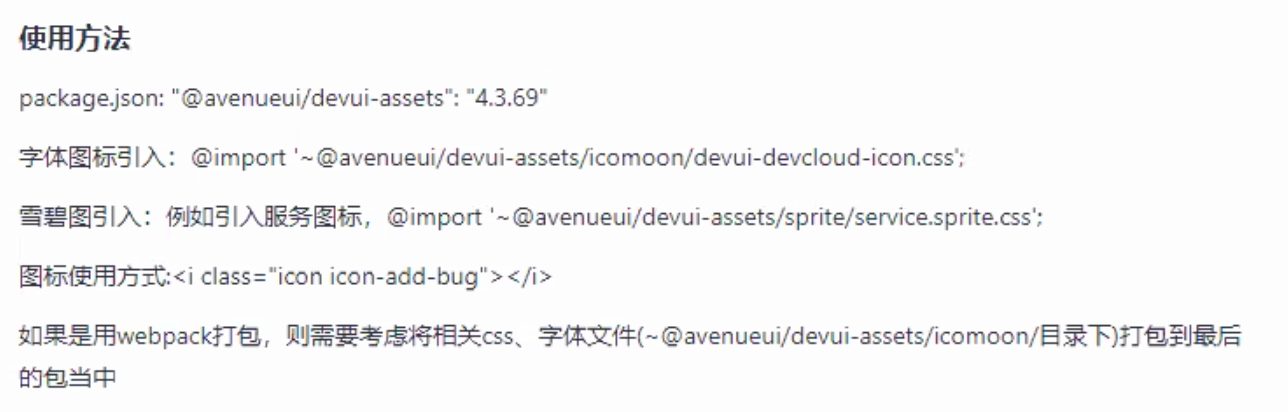 使用方法
package.json: "@avenueui/devui-assets": "4.3.69"
字体图标引入：@import '~@avenueui/devui-assets/icomoon/devui-devcloud-icon.css';
雪碧图引入：例如引入服务图标，@import '~@avenueui/devui-assets/sprite/service.sprite.css';
图标使用方式:<i class="icon icon-add-bug"></i>
如果是用webpack打包，则需要考虑将相关css、字体文件(~@avenueui/devui-assets/icomoon/目录下)打包到最后
的包当中